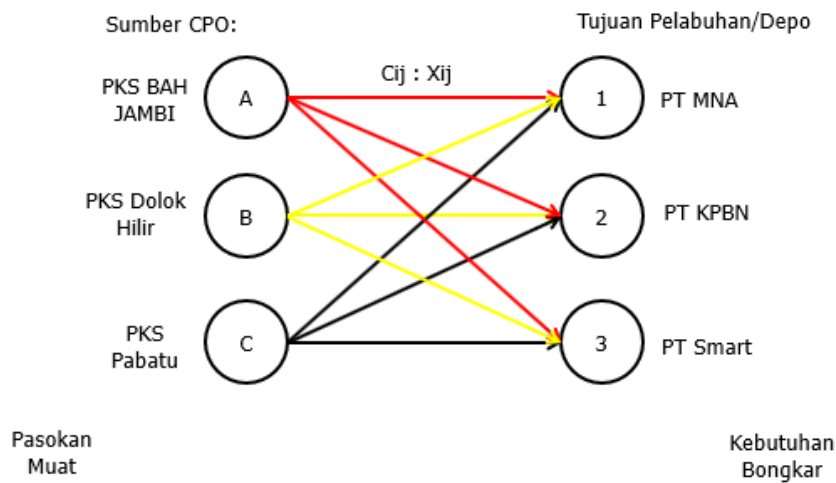 Sumber CPO:
Tujuan Pelabuhan/Depo
PKS BAH
JAMBI
A
Cij : Xij
1
PT MNA
PKS Dolok
Hilir
B
2
PT KPBN
PKS
Pabatu
C
3
PT Smart
Pasokan
Muat
Kebutuhan
Bongkar